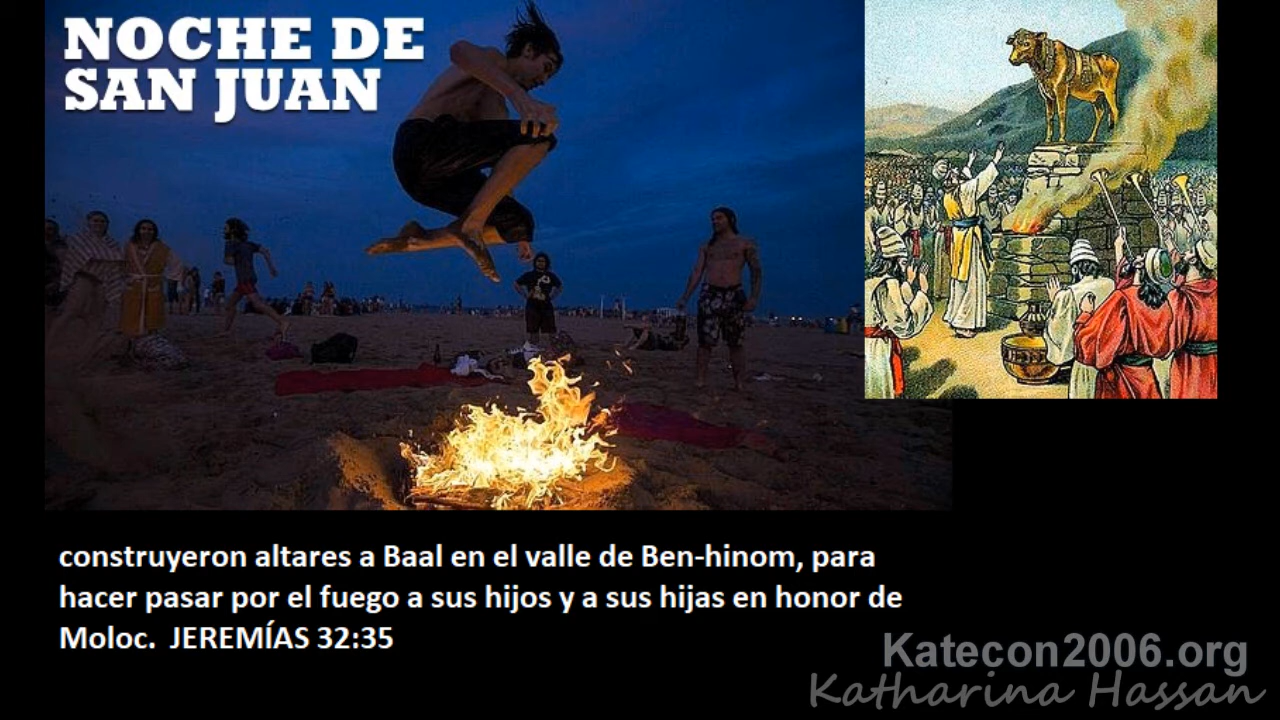 NOCHE DE
SAN JUAN
construyeron altares a Baal en el valle de Ben-hinom, para
hacer pasar por el fuego a sus hijos y a sus hijas en honor de
Moloc.  JEREMÍAS 32:35
Katecon2006.org
Katharina Hassan